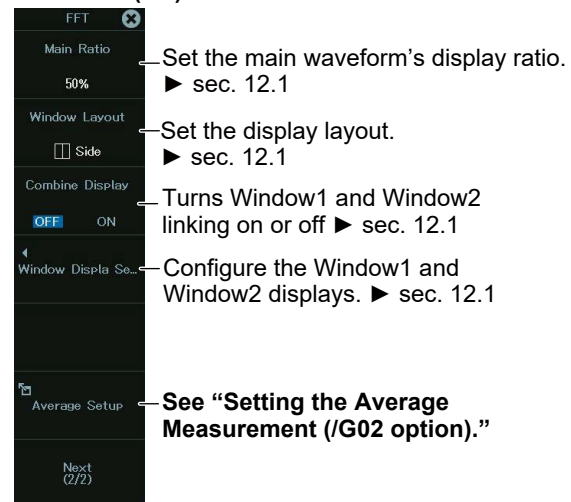 FFT
Main Ratio
50%
Set the main waveform's display ratio.
► sec. 12.1
Window Layout
Side
Set the display layout.
► sec. 12.1
Combine Display
OFF ON
Turns Window1 and Window2
linking on or off ► sec. 12.1
Window Displa Se...
Configure the Window1 and
Window2 displays. ► sec. 12.1
Average Setup
See “Setting the Average
Measurement (/G02 option).”
Next
(2/2)